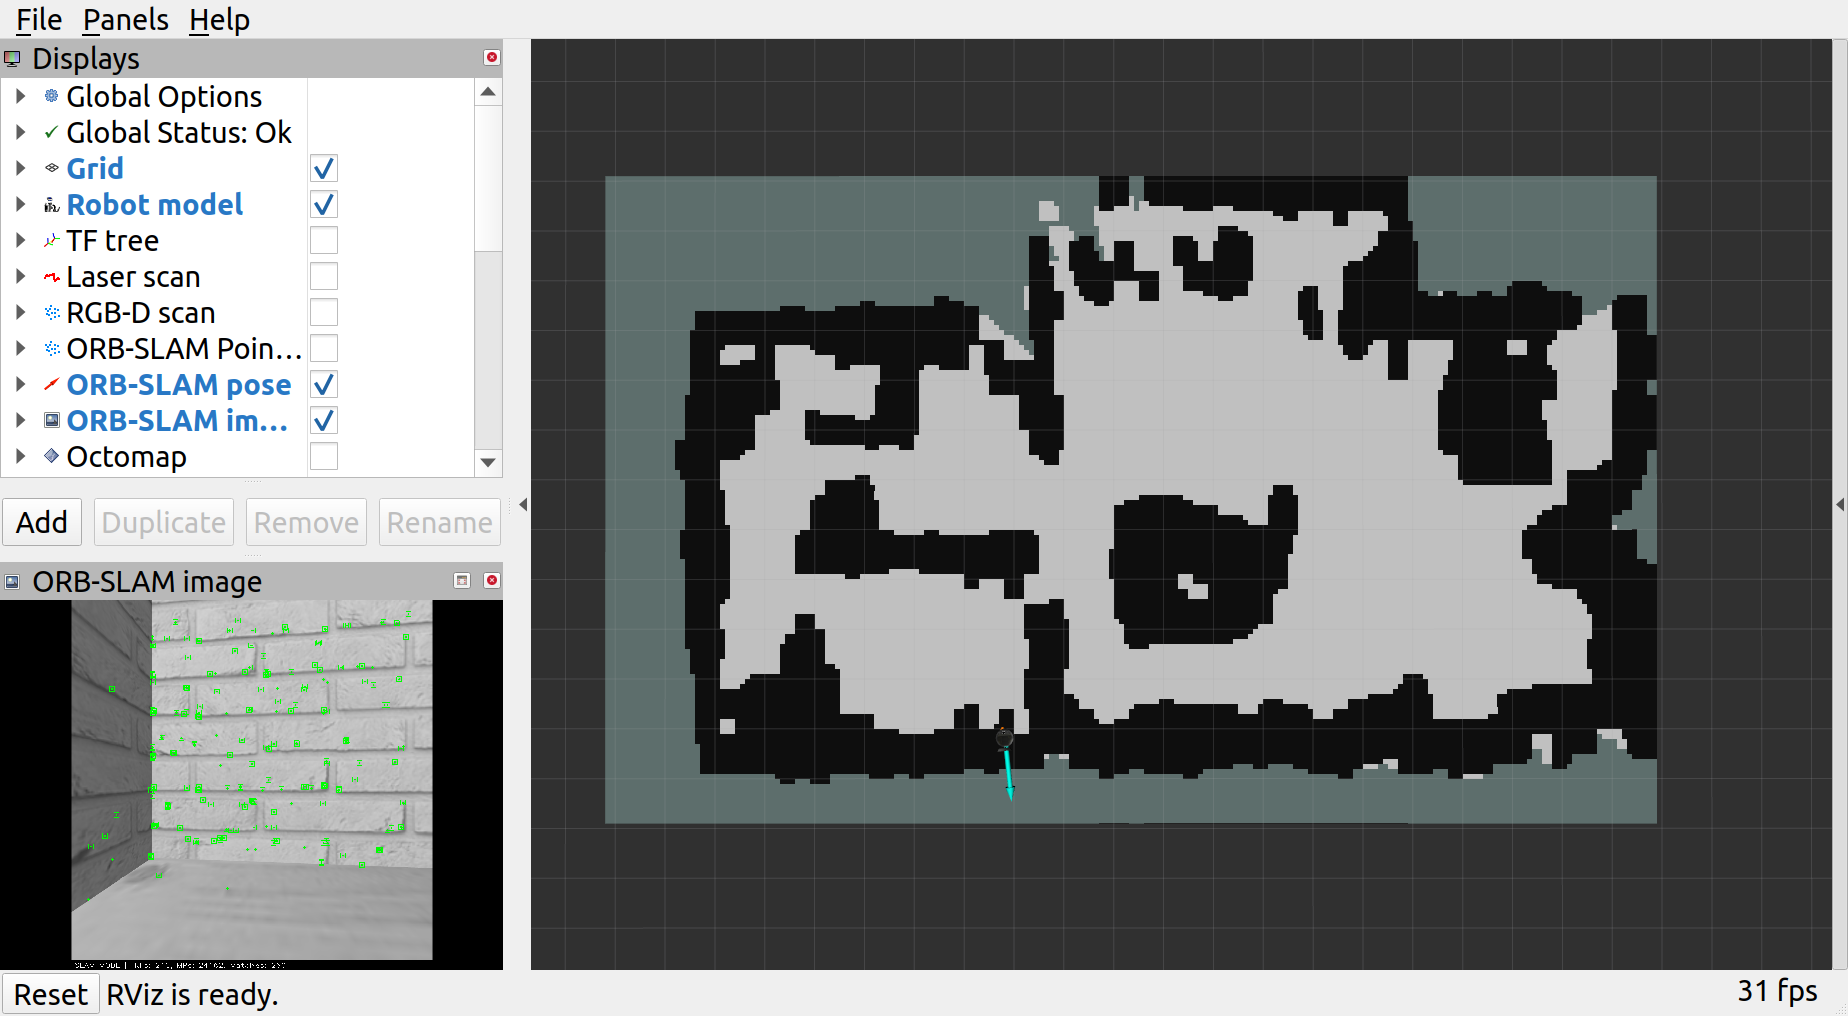 File Panels Help
Displays
Global Options
Global Status: Ok
Grid
Robot model
TF tree
Laser scan
RGB-D scan
ORB-SLAM Poin...
ORB-SLAM pose
ORB-SLAM im...
Octomap
Add Duplicate Remove Rename
ORB-SLAM image
SLAM MODE |
Reset RViz is ready.
31 fps